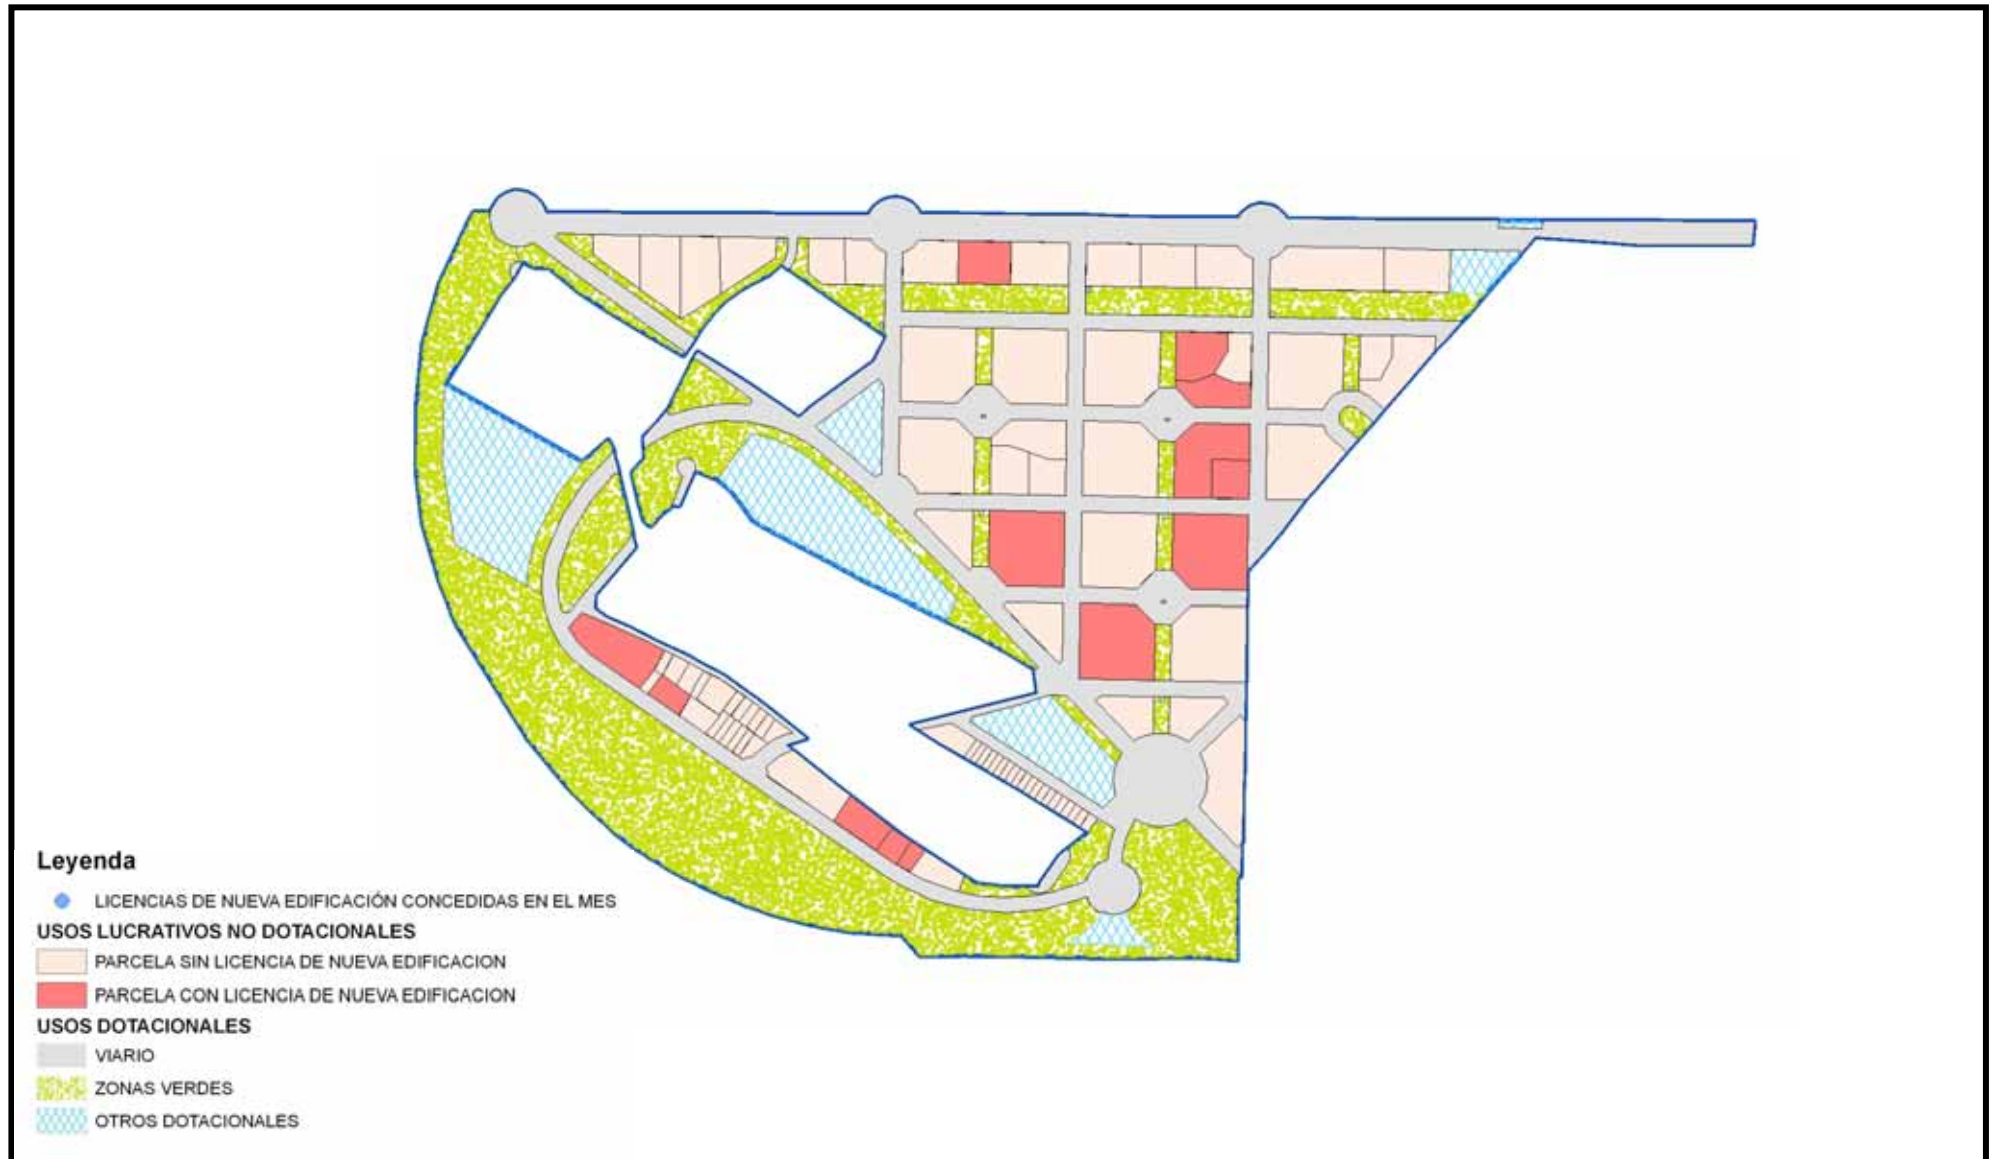 Leyenda
LICENCIAS DE NUEVA EDIFICACIÓN CONCEDIDAS EN EL MES
USOS LUCRATIVOS NO DOTACIONALES
PARCELA SIN LICENCIA DE NUEVA EDIFICACION
PARCELA CON LICENCIA DE NUEVA EDIFICACION
USOS DOTACIONALES
VIARIO
ZONAS VERDES
OTROS DOTACIONALES